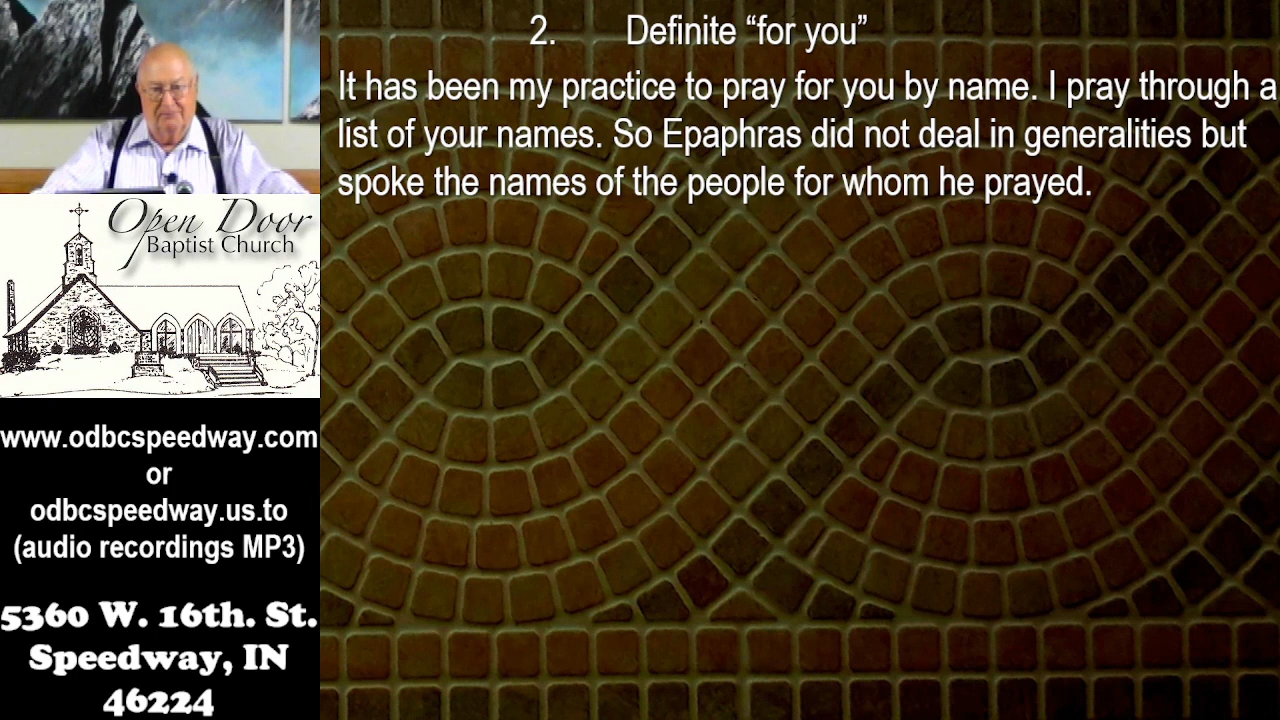 2. Definite “for you”
It has been my practice to pray for you by name. I pray through a
list of your names. So Epaphras did not deal in generalities but
spoke the names of the people for whom he prayed.
Open Door
Baptist Church
www.odbcspeedway.com
or
odbcspeedway.us.to
(audio recordings MP3)
5360 W. 16th. St.
Speedway, IN
46224